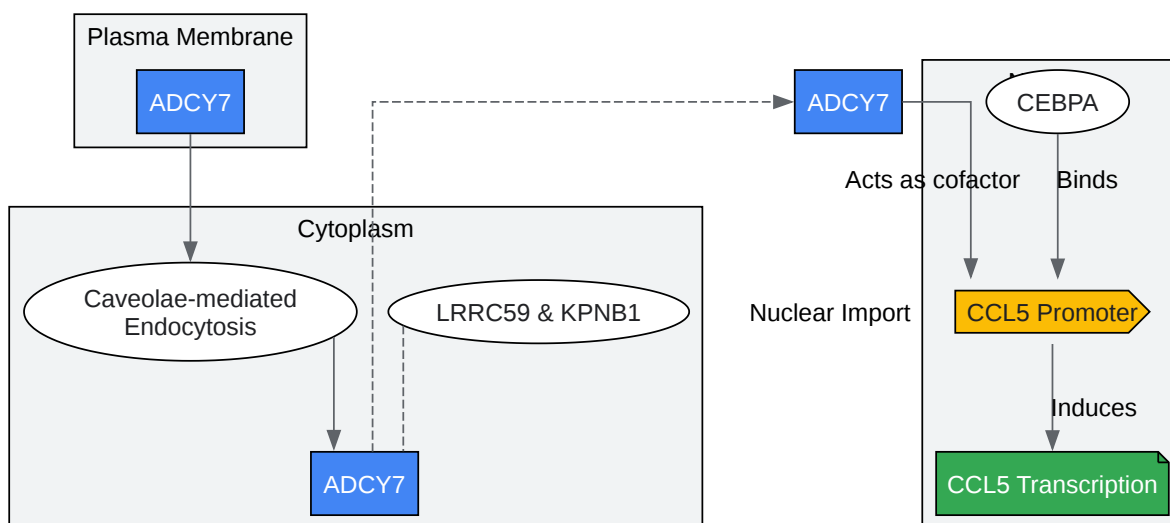 Plasma Membrane
ADCY7
ADCY7
CEBPA
Acts as cofactor
Binds
Cytoplasm
Caveolae-mediated
Endocytosis
LRRC59 & KPNB1
Nuclear Import
CCL5 Promoter
Induces
ADCY7
CCL5 Transcription